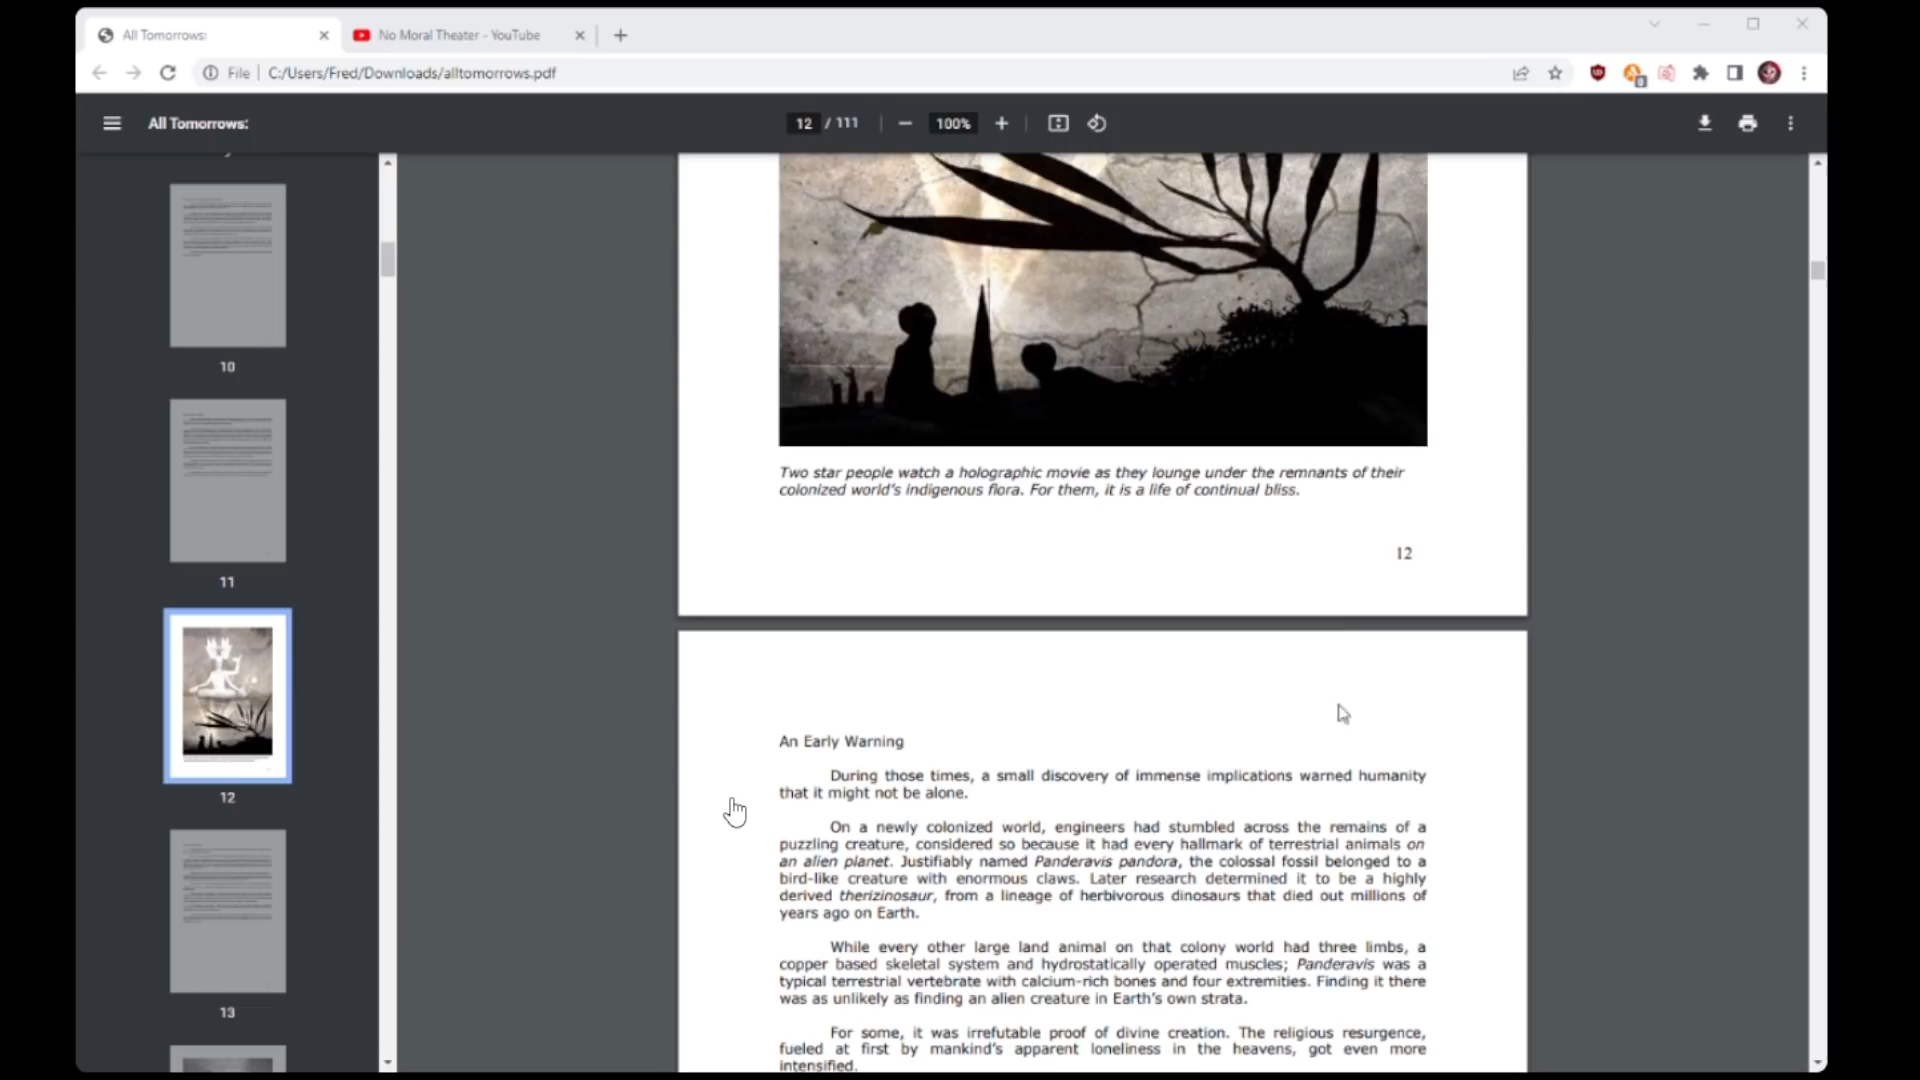 All Tomorrows:
No Moral Theater - YouTube
File
C:/Users/Fred/Downloads/alltomorrows.pdf
All Tomorrows:
12 / 111
100%
10
11
12
13
Two star people watch a holographic movie as they lounge under the remnants of their
colonized world's indigenous flora. For them, it is a life of continual bliss.
12
An Early Warning
During those times, a small discovery of immense implications warned humanity
that it might not be alone.
On a newly colonized world, engineers had stumbled across the remains of a
puzzling creature, considered so because it had every hallmark of terrestrial animals on
an alien planet. Justifiably named Panderavis pandora, the colossal fossil belonged to a
bird-like creature with enormous claws. Later research determined it to be a highly
derived therizinosaur, from a lineage of herbivorous dinosaurs that died out millions of
years ago on Earth.
While every other large land animal on that colony world had three limbs, a
copper based skeletal system and hydrostatically operated muscles; Panderavis was a
typical terrestrial vertebrate with calcium-rich bones and four extremities. Finding it there
was as unlikely as finding an alien creature in Earth's own strata.
For some, it was irrefutable proof of divine creation. The religious resurgence,
fueled at first by mankind's apparent loneliness in the heavens, got even more
intensified.